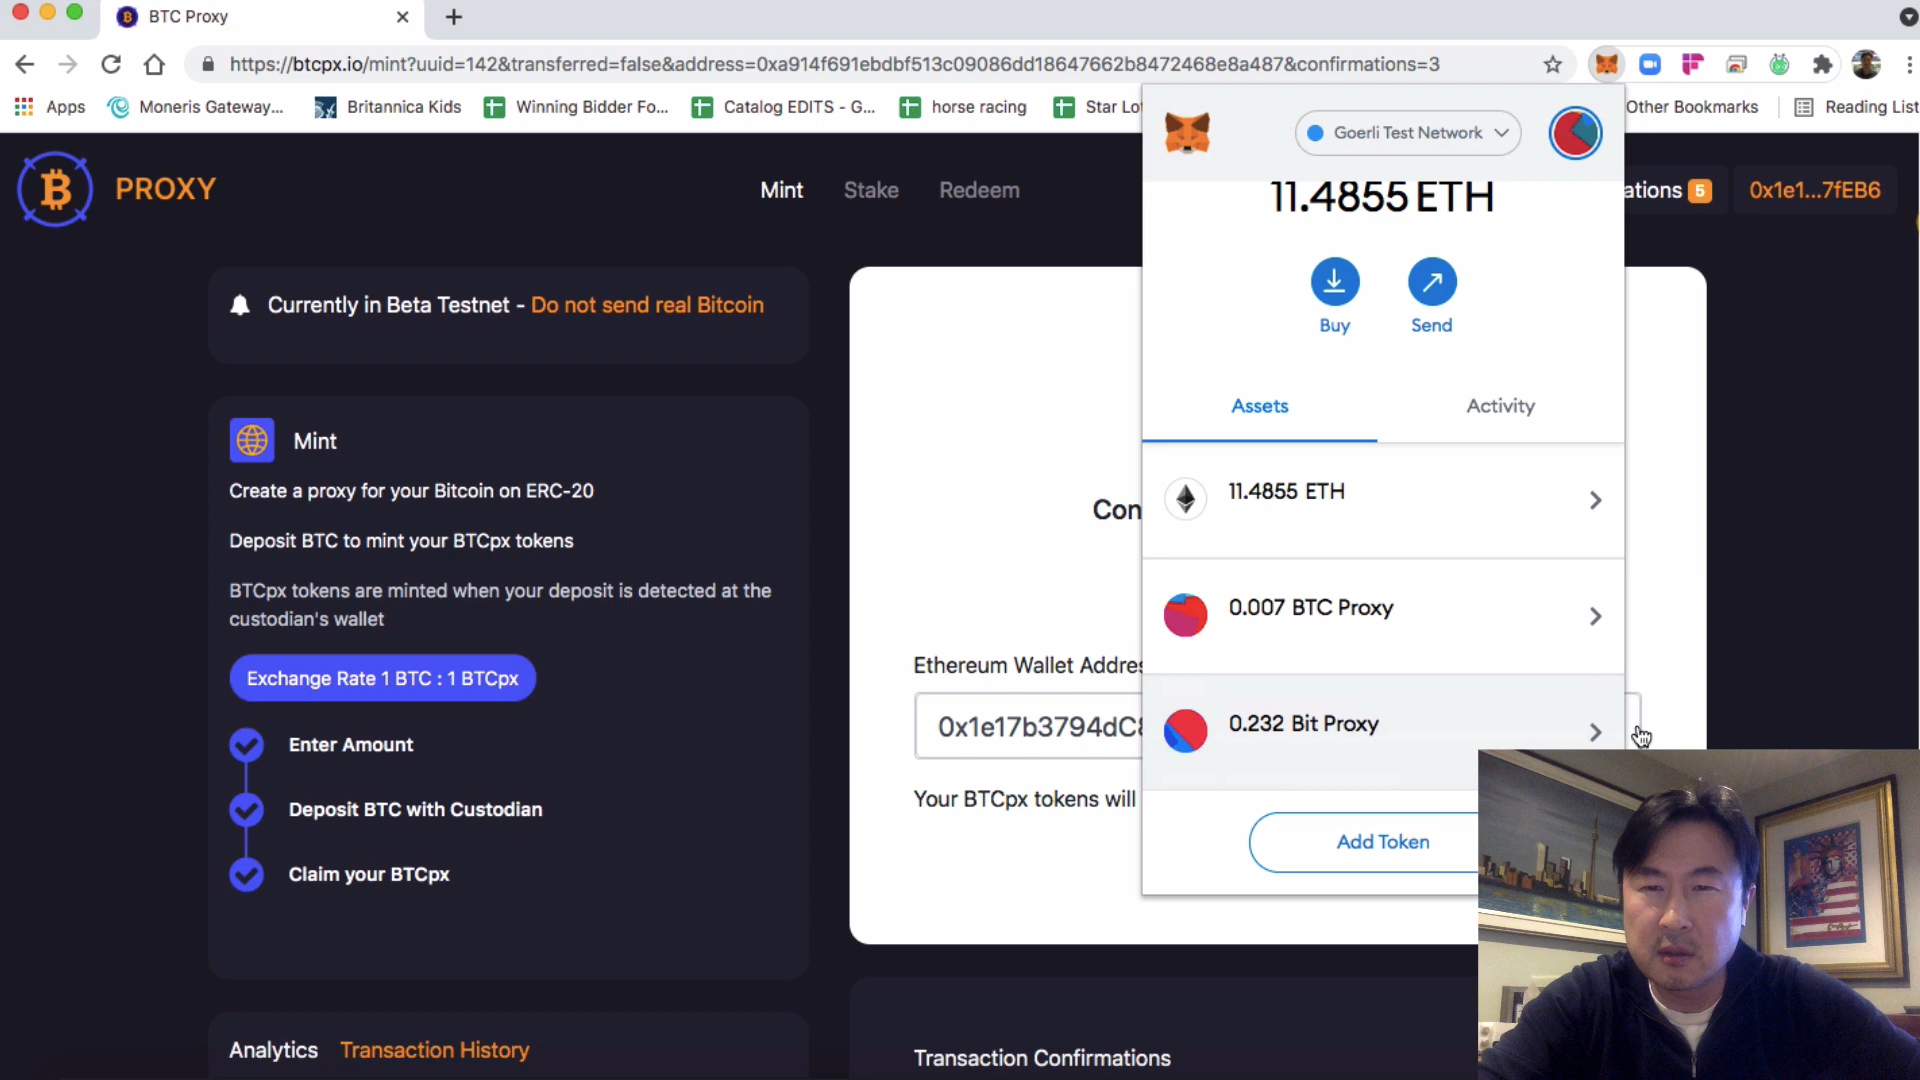 BTC Proxy
https://btcpx.io/mint?uuid=142&transferred=false&address=0xa914f691ebdbf513c09086dd18647662b8472468e8a487&confirmations=3
Apps
Moneris Gateway...
Britannica Kids
Winning Bidder Fo...
Catalog EDITS - G...
horse racing
Star Lot
Other Bookmarks
Reading List
PROXY
Mint
Stake
Redeem
ations 5
0x1e1...7fEB6
Goerli Test Network
11.4855 ETH
Buy
Send
Assets
Activity
11.4855 ETH
0.007 BTC Proxy
0.232 Bit Proxy
Add Token
Currently in Beta Testnet - Do not send real Bitcoin
Mint
Create a proxy for your Bitcoin on ERC-20
Deposit BTC to mint your BTCpx tokens
BTCpx tokens are minted when your deposit is detected at the
custodian's wallet
Exchange Rate 1 BTC : 1 BTCpx
Enter Amount
Deposit BTC with Custodian
Claim your BTCpx
Con
Ethereum Wallet Addre
0x1e17b3794dC
Your BTCpx tokens will
Analytics
Transaction History
Transaction Confirmations